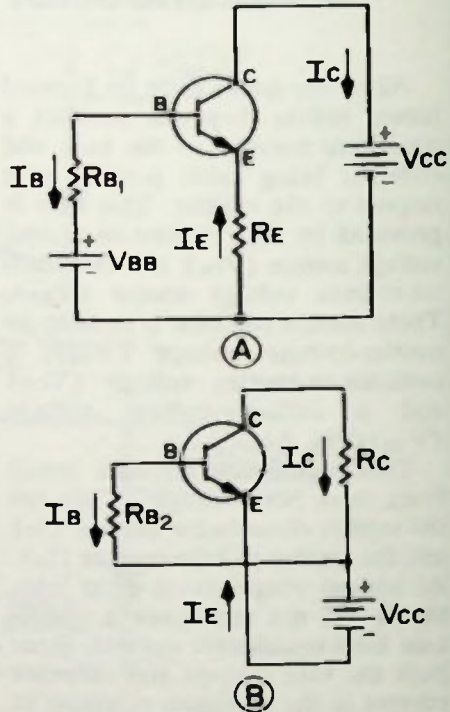 C
IC
B
+
VCC
-
E
IB
RB1
+
VBB
-
IE
RE
A
C
B
IC
RC
E
IB
RB2
+
VCC
-
IE
B